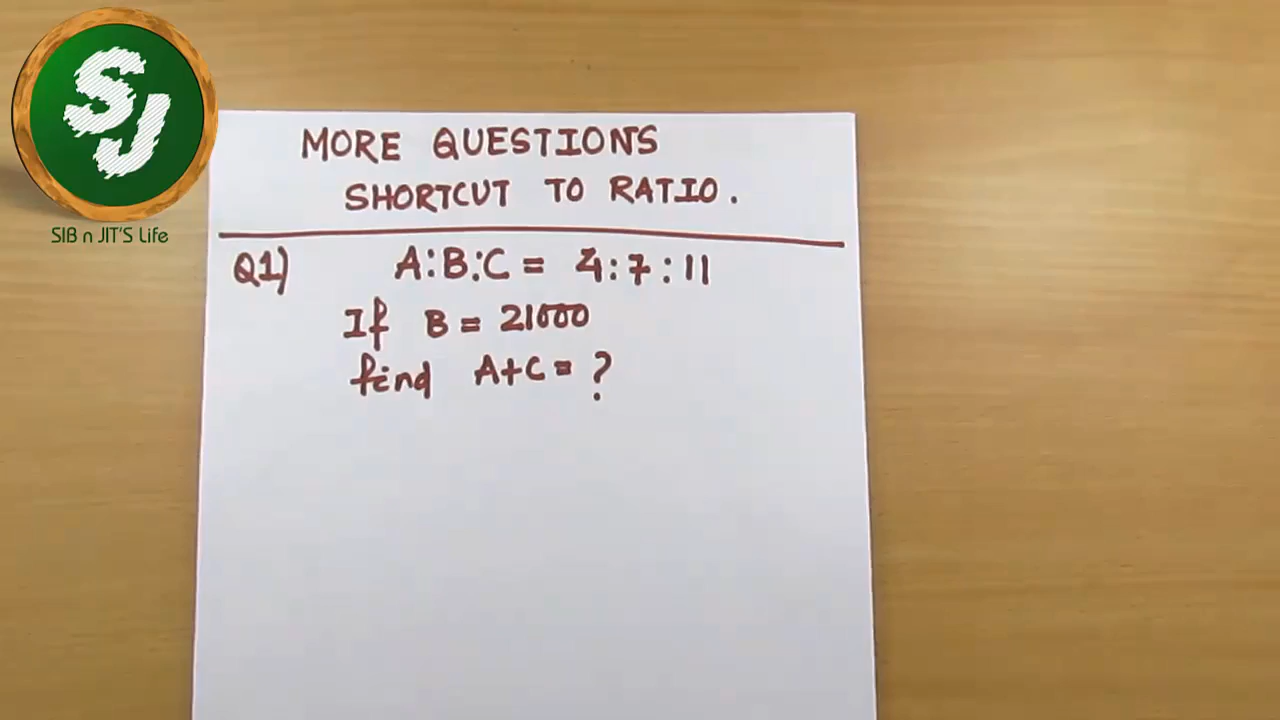 SJ
SIB n JIT'S Life
MORE QUESTIONS
SHORTCUT TO RATIO.
Q1) A:B:C = 4:7:11
If B = 21000
find A+C = ?